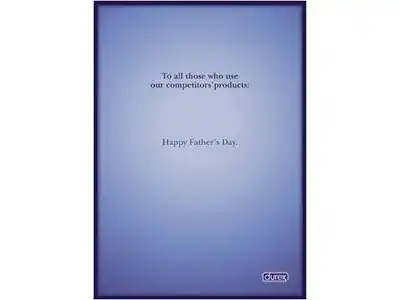 To all those who use
our competitors' products:
Happy Father's Day.
durex